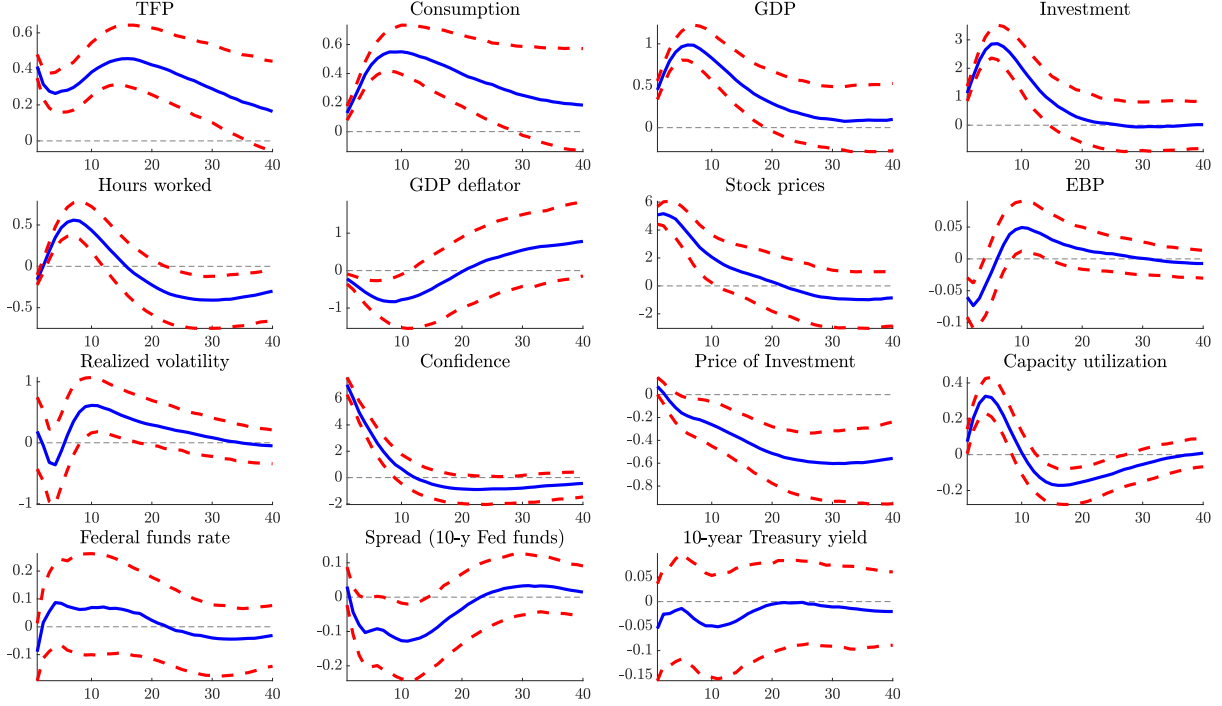 TFP
0.6
0.4
0.2
0
10 20 30 40
Consumption
0.6
0.4
0.2
0
10 20 30 40
GDP
1
0.5
0
10 20 30 40
Investment
3
2
1
0
10 20 30 40
Hours worked
0.5
0
-0.5
10 20 30 40
GDP deflator
1
0
-1
10 20 30 40
Stock prices
6
4
2
0
-2
10 20 30 40
EBP
0.05
0
-0.05
-0.1
10 20 30 40
Realized volatility
1
0
-1
10 20 30 40
Confidence
6
4
2
0
-2
10 20 30 40
Price of Investment
0
-0.2
-0.4
-0.6
-0.8
10 20 30 40
Capacity utilization
0.4
0.2
0
-0.2
10 20 30 40
Federal funds rate
0.2
0.1
0
-0.1
10 20 30 40
Spread (10-y Fed funds)
0.1
0
-0.1
-0.2
10 20 30 40
10-year Treasury yield
0.05
0
-0.05
-0.1
-0.15
10 20 30 40